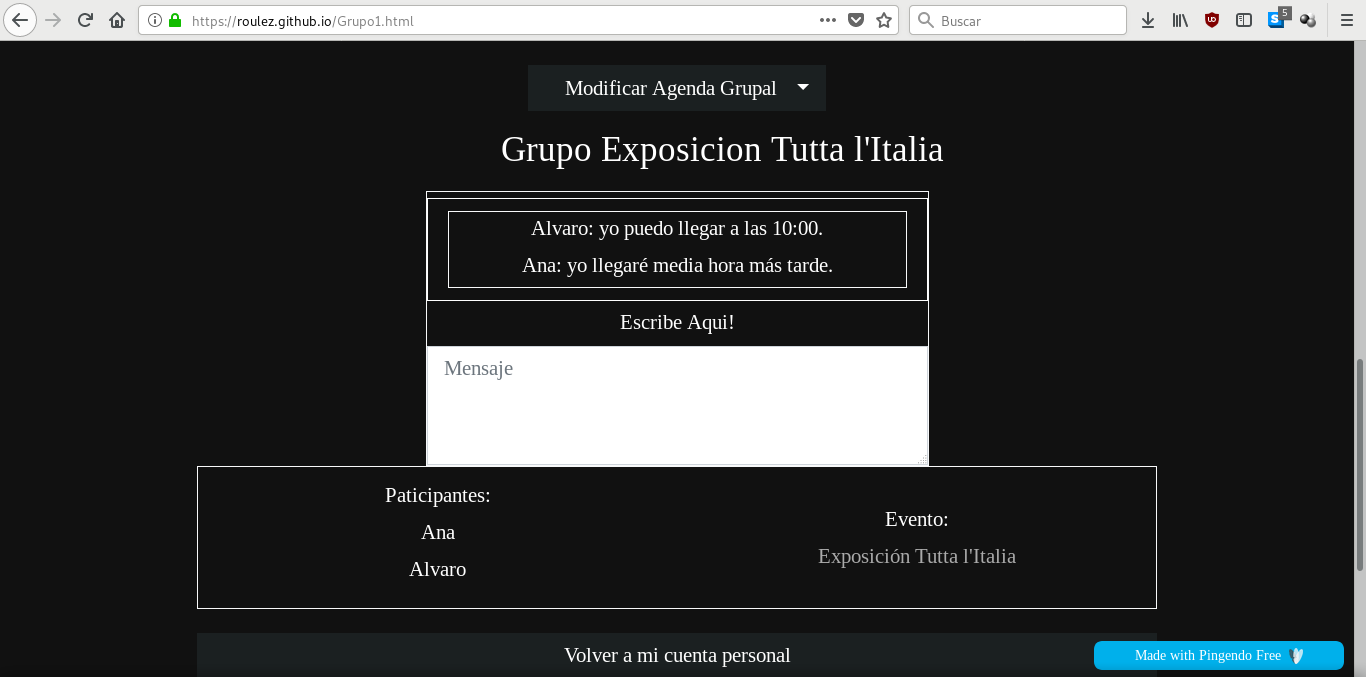 https://roulez.github.io/Grupo1.html
Buscar
5
Modificar Agenda Grupal
Grupo Exposicion Tutta l'Italia
Alvaro: yo puedo llegar a las 10:00.
Ana: yo llegaré media hora más tarde.
Escribe Aqui!
Mensaje
Paticipantes:
Ana
Alvaro
Evento:
Exposición Tutta l'Italia
Volver a mi cuenta personal
Made with Pingendo Free